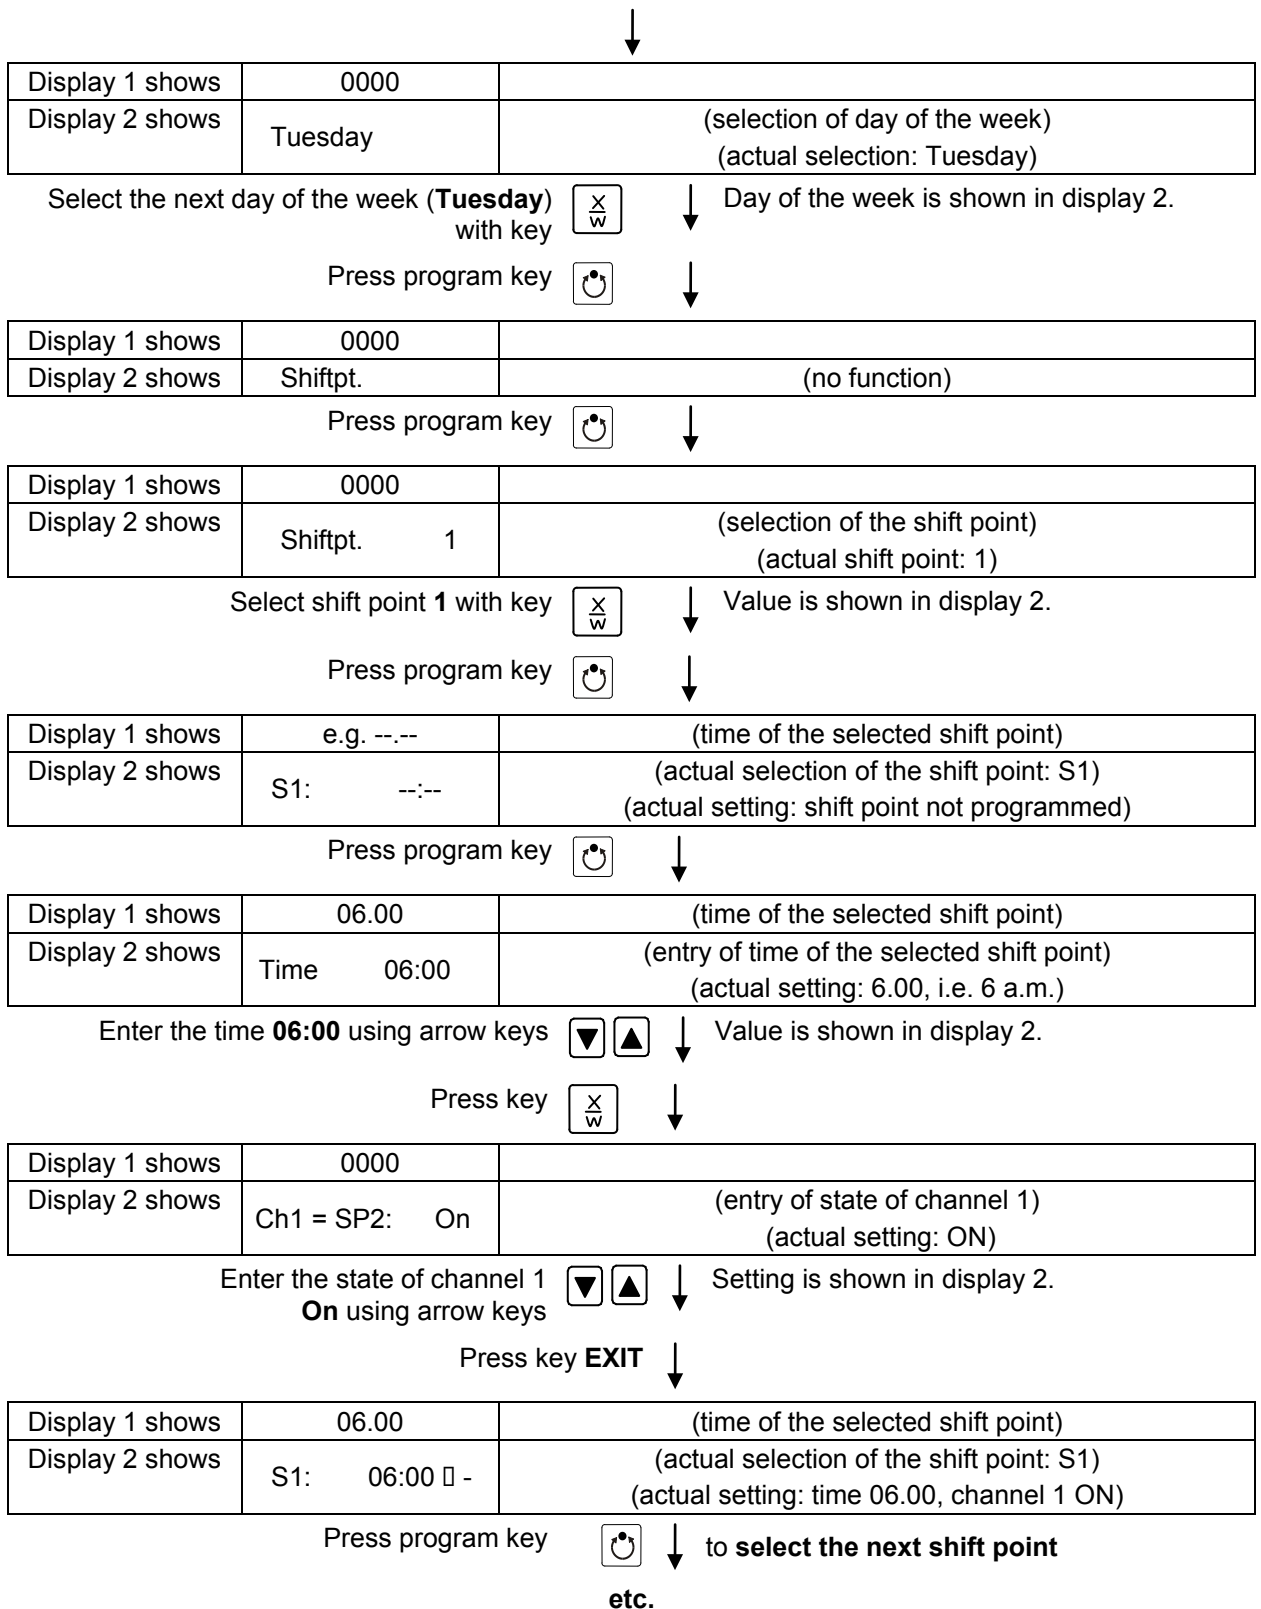 Display 1 shows 0000
Display 2 shows Tuesday (selection of day of the week)
(actual selection: Tuesday)
Select the next day of the week (Tuesday) X W Day of the week is shown in display 2.
with key
Press program key
Display 1 shows 0000
Display 2 shows Shiftpt. (no function)
Press program key
Display 1 shows 0000
Display 2 shows Shiftpt. 1 (selection of the shift point)
(actual shift point: 1)
Select shift point 1 with key X W Value is shown in display 2.
Press program key
Display 1 shows e.g. --.-- (time of the selected shift point)
Display 2 shows S1: --:-- (actual selection of the shift point: S1)
(actual setting: shift point not programmed)
Press program key
Display 1 shows 06.00 (time of the selected shift point)
Display 2 shows Time 06:00 (entry of time of the selected shift point)
(actual setting: 6.00, i.e. 6 a.m.)
Enter the time 06:00 using arrow keys ▼ ▲ Value is shown in display 2.
Press key X W
Display 1 shows 0000
Display 2 shows Ch1 = SP2: On (entry of state of channel 1)
(actual setting: ON)
Enter the state of channel 1 ▼ ▲ Setting is shown in display 2.
On using arrow keys
Press key EXIT
Display 1 shows 06.00 (time of the selected shift point)
Display 2 shows S1: 06:00 ▯ - (actual selection of the shift point: S1)
(actual setting: time 06.00, channel 1 ON)
Press program key to select the next shift point
etc.